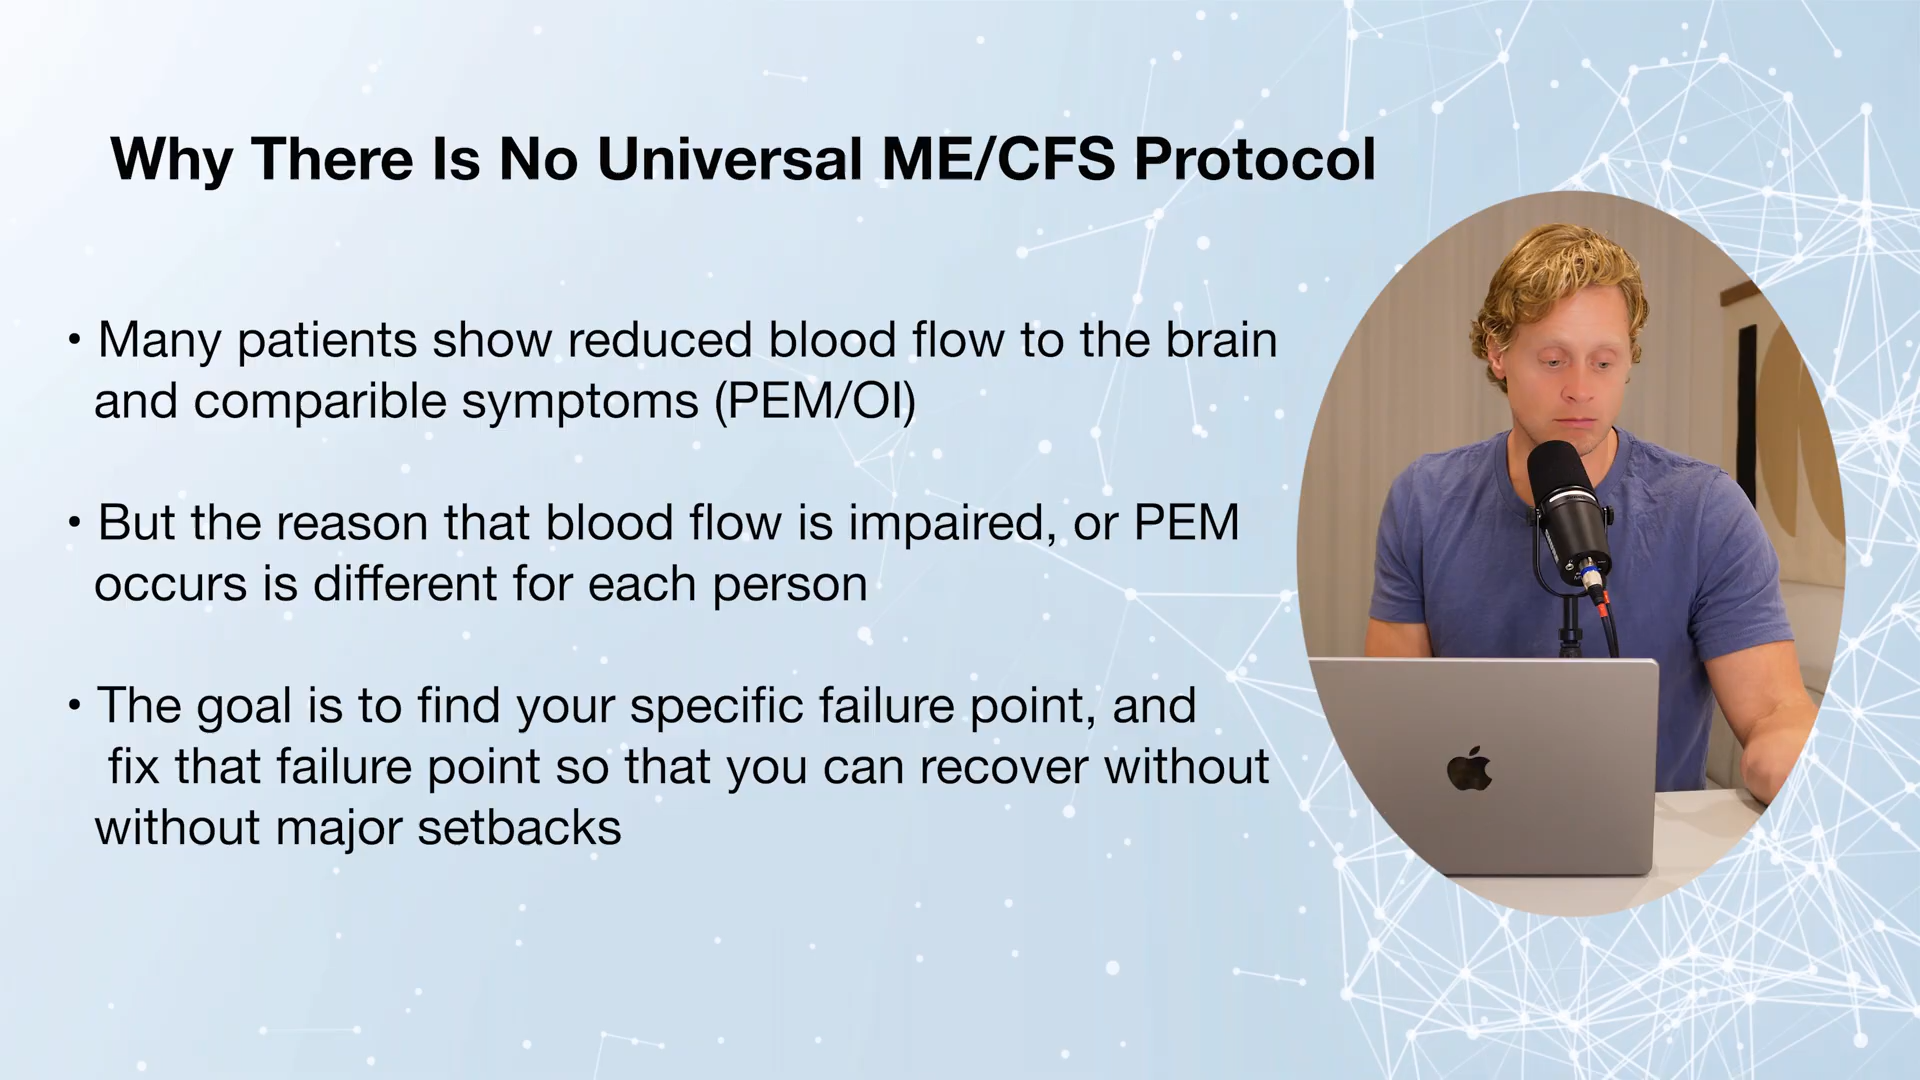 Why There Is No Universal ME/CFS Protocol
• Many patients show reduced blood flow to the brain
and comparible symptoms (PEM/OI)
• But the reason that blood flow is impaired, or PEM
occurs is different for each person
• The goal is to find your specific failure point, and
fix that failure point so that you can recover without
without major setbacks